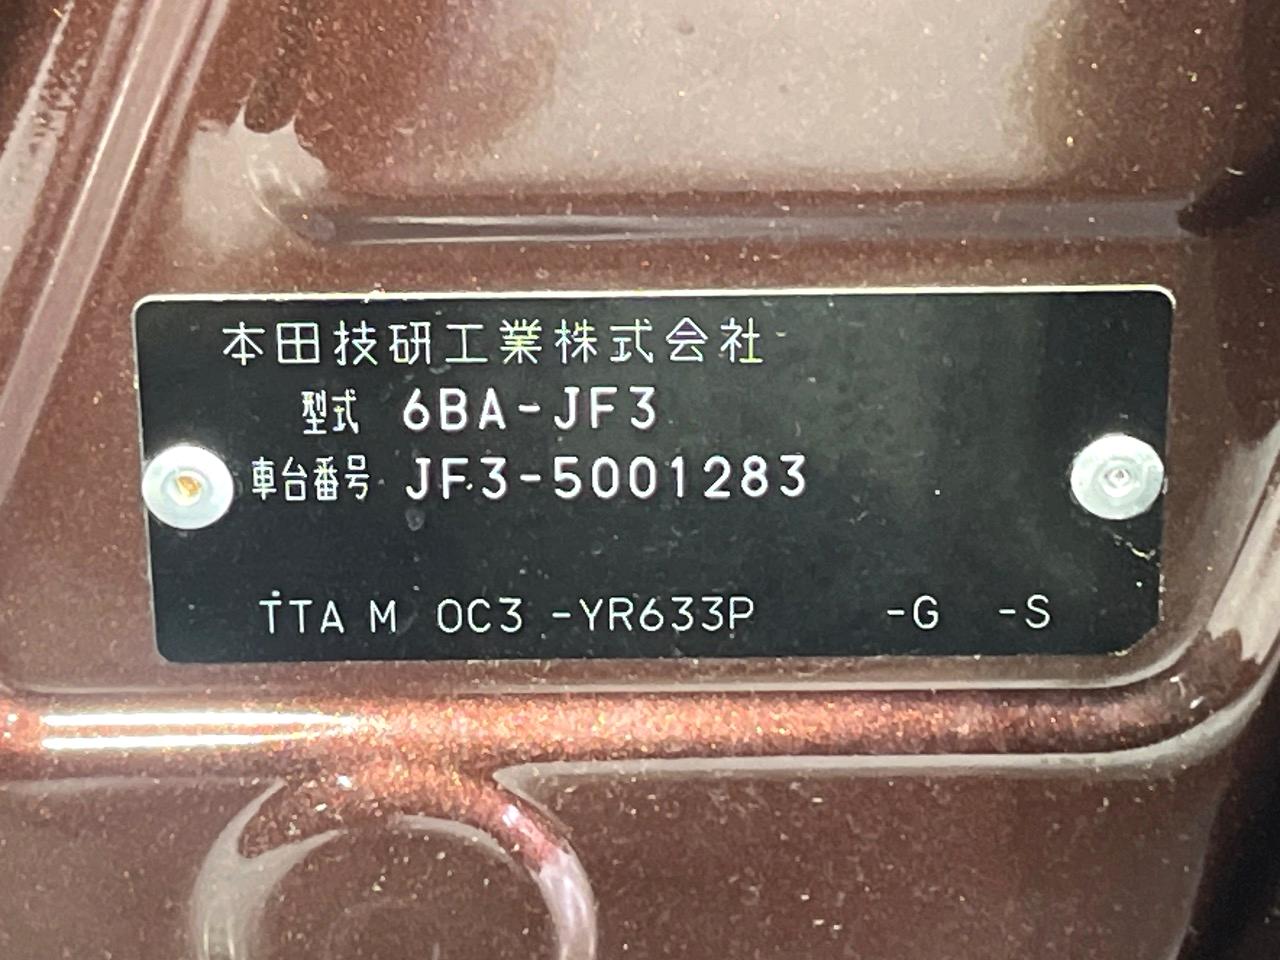 本田技研工業株式会社
型式 6BA-JF3
車台番号 JF3-5001283
TTA M 0C3 -YR633P -G -S